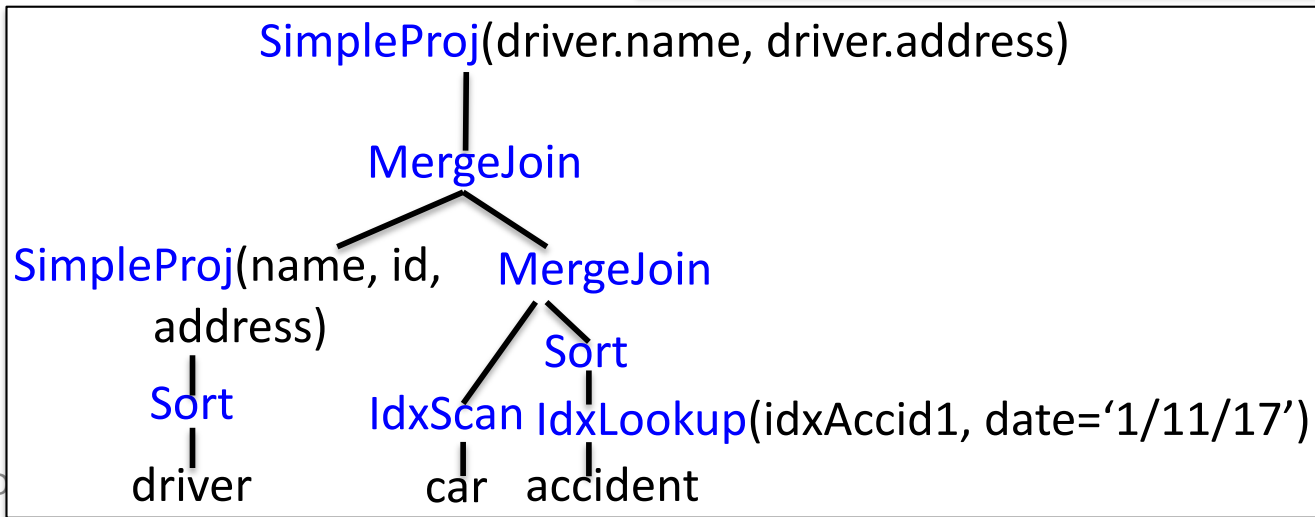 SimpleProj(driver.name, driver.address)
MergeJoin
SimpleProj(name, id,
address)
MergeJoin
Sort
Sort
IdxScan
IdxLookup(idxAccid1, date=‘1/11/17’)
driver
car
accident